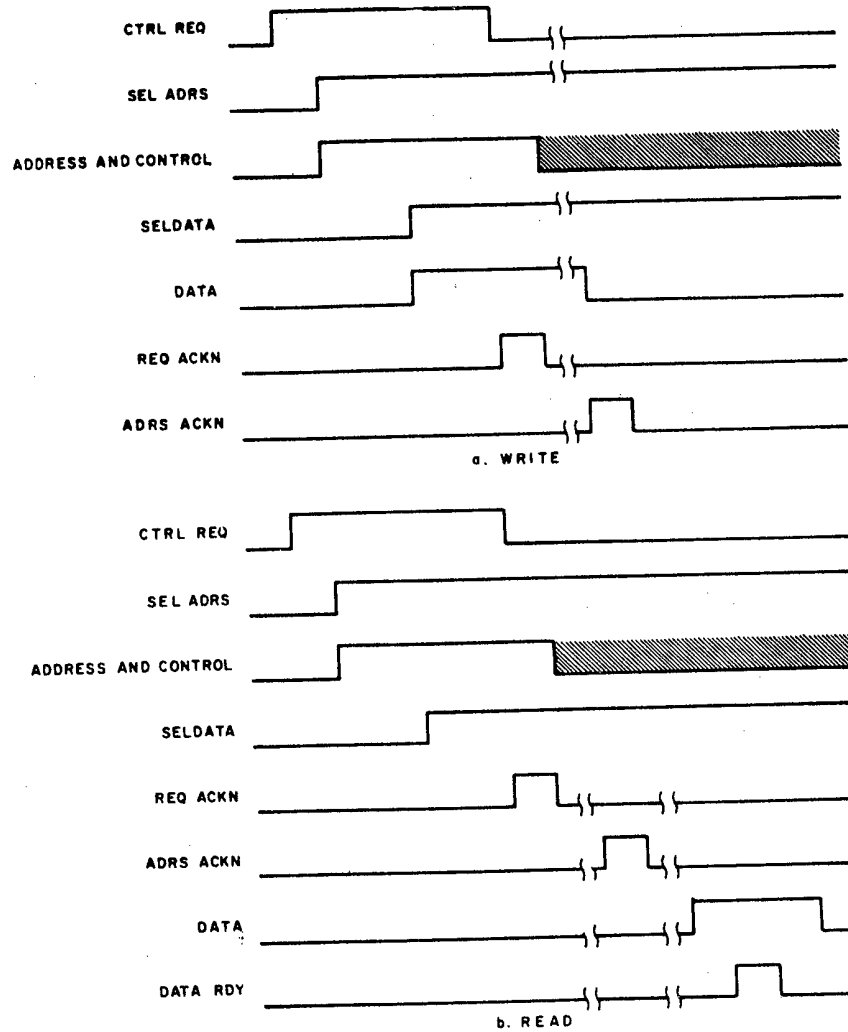 CTRL REQ
SEL ADRS
ADDRESS AND CONTROL
SELDATA
DATA
REQ ACKN
ADRS ACKN
a. WRITE
CTRL REQ
SEL ADRS
ADDRESS AND CONTROL
SELDATA
REQ ACKN
ADRS ACKN
DATA
DATA RDY
b. READ